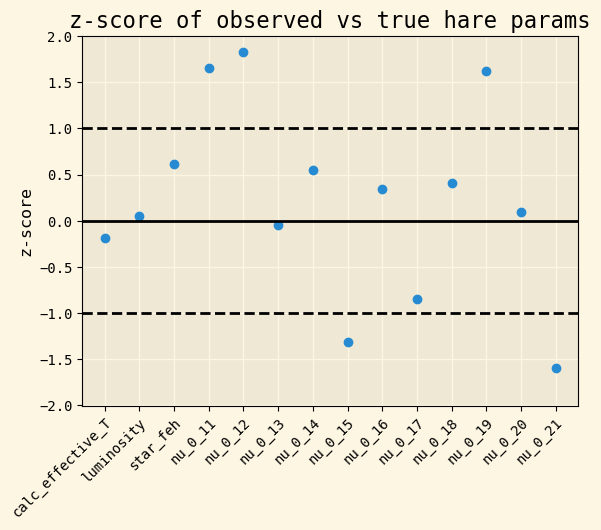 z-score of observed vs true hare params
z-score
2.0
1.5
1.0
0.5
0.0
−0.5
−1.0
−1.5
−2.0
calc_effective_T
luminosity
star_feh
nu_0_11
nu_0_12
nu_0_13
nu_0_14
nu_0_15
nu_0_16
nu_0_17
nu_0_18
nu_0_19
nu_0_20
nu_0_21